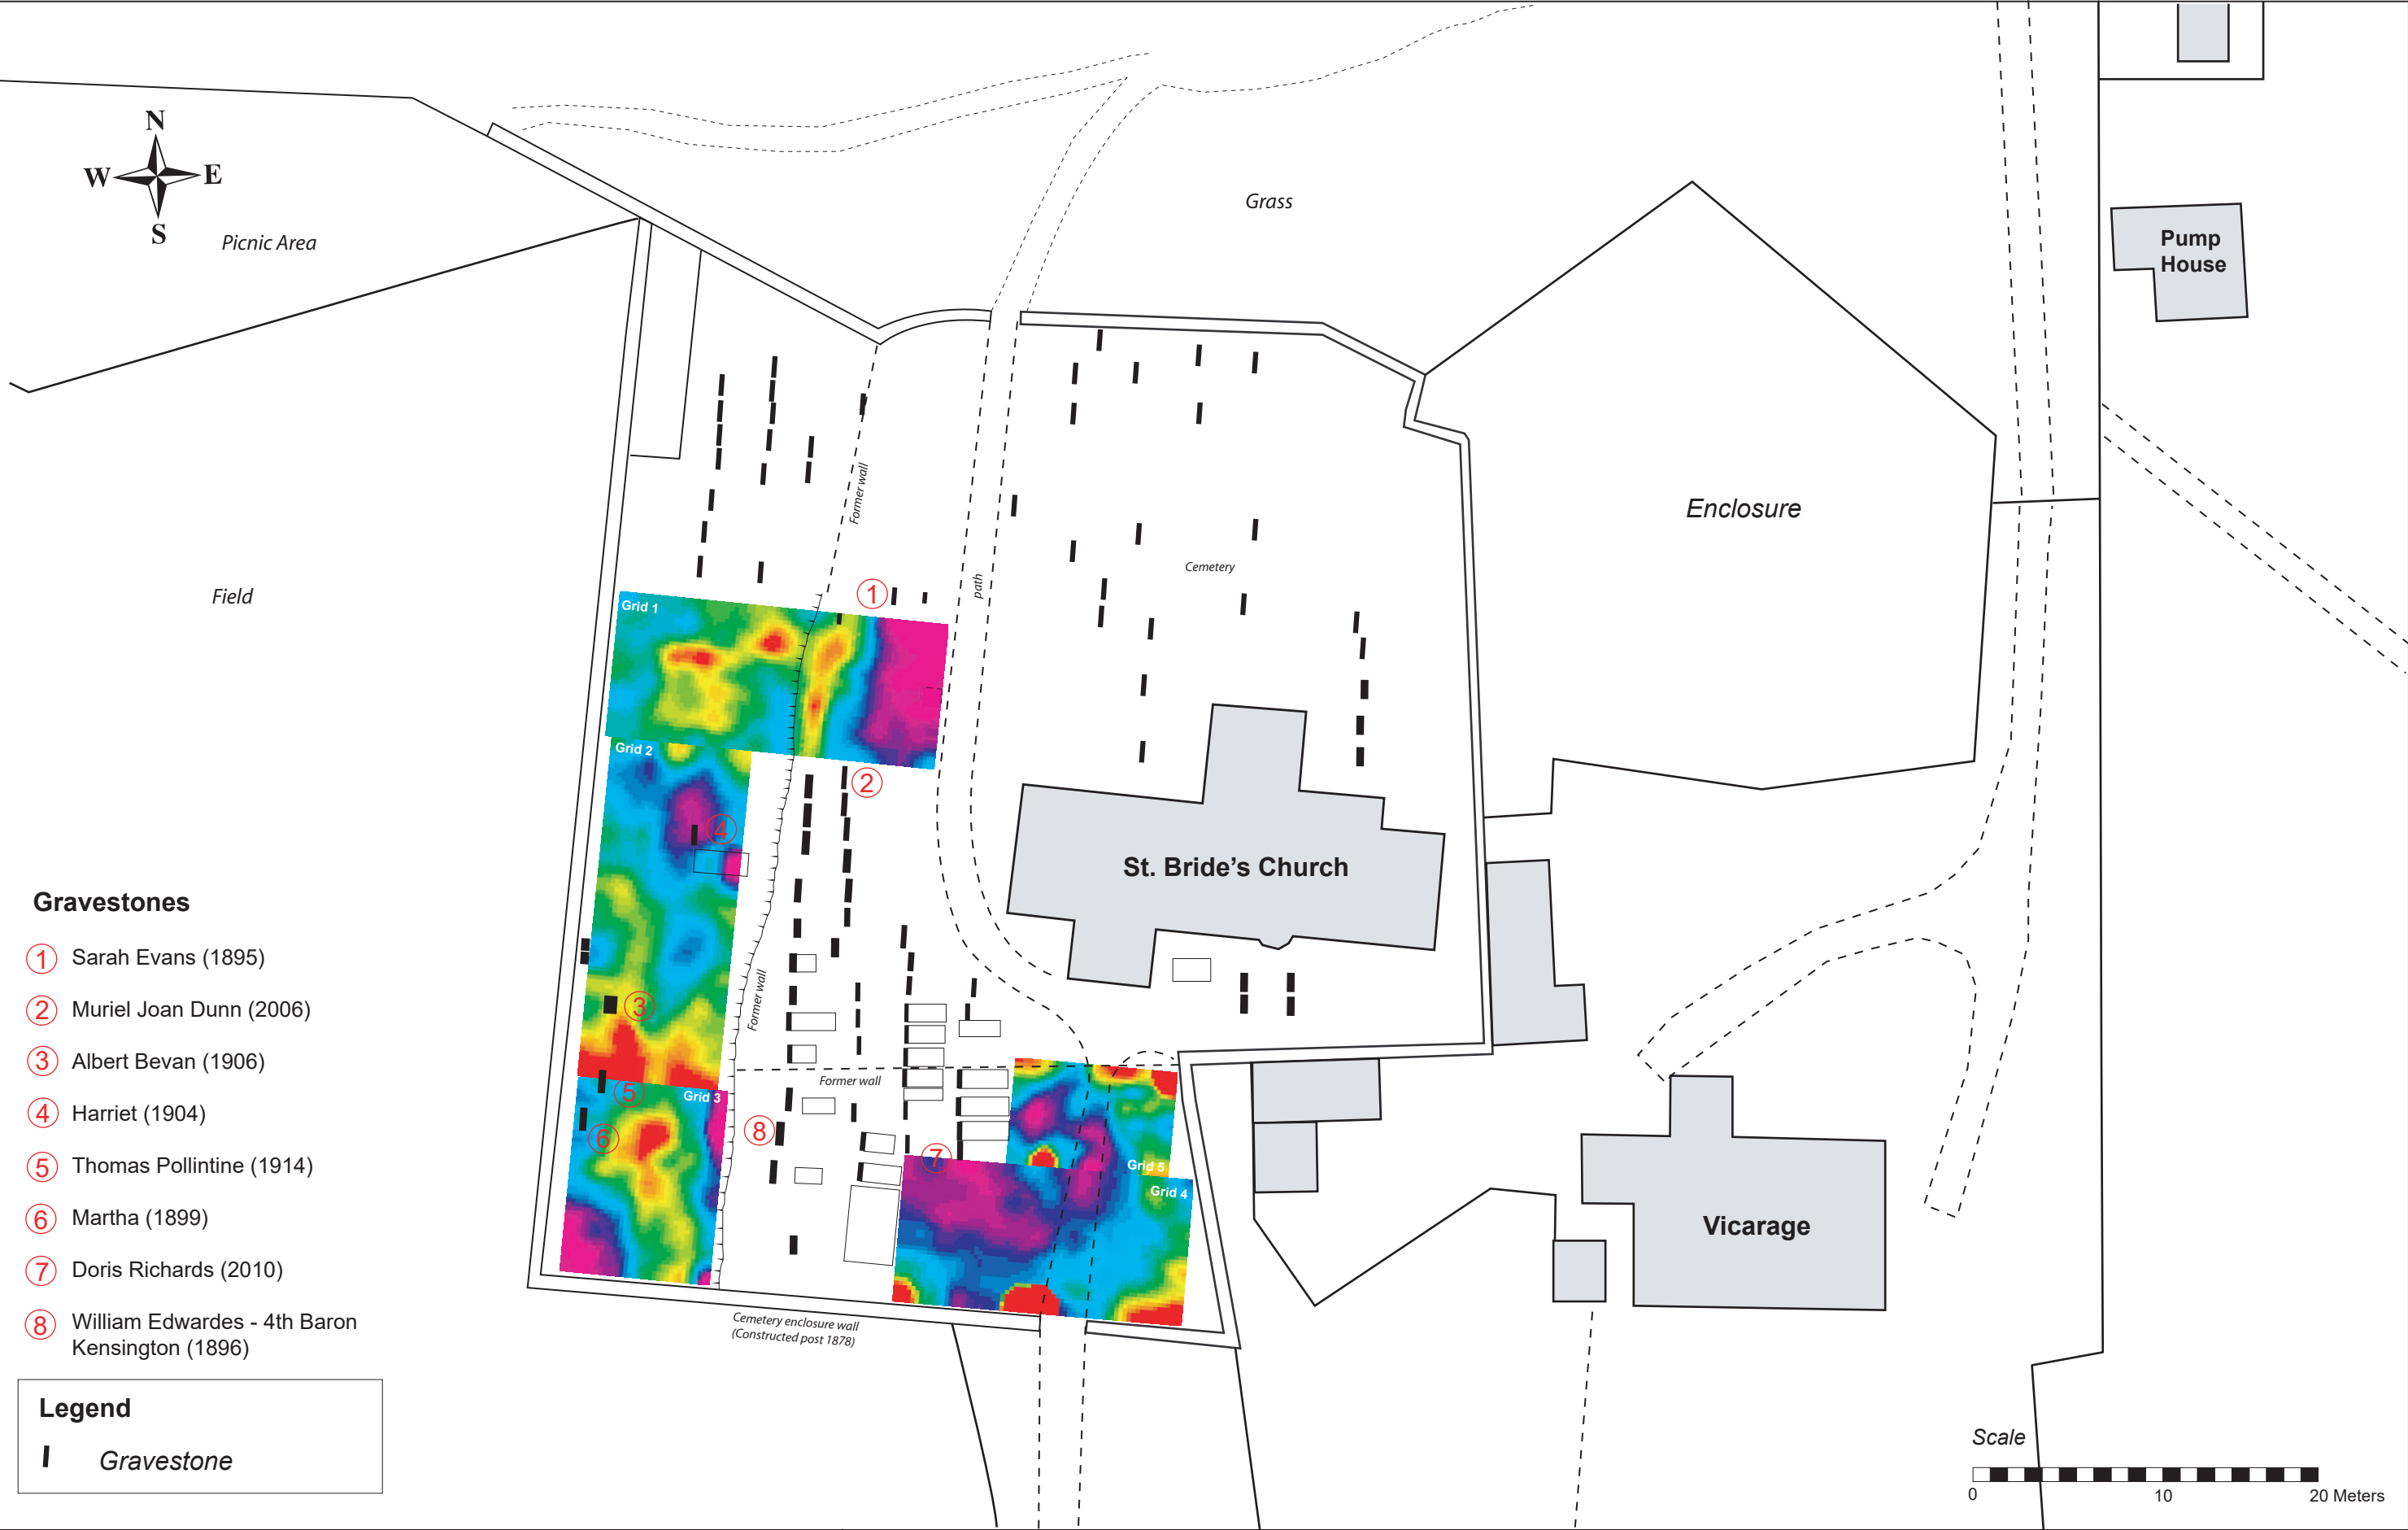 N
W
E
S
Picnic Area
Grass
Pump
House
Enclosure
Former wall
path
Cemetery
Field
1
Grid 1
Grid 2
2
4
St. Bride's Church
Gravestones
1 Sarah Evans (1895)
2 Muriel Joan Dunn (2006)
3 Albert Bevan (1906)
4 Harriet (1904)
5 Thomas Pollintine (1914)
6 Martha (1899)
7 Doris Richards (2010)
8 William Edwardes - 4th Baron
Kensington (1896)
3
Former wall
Former wall
5
Grid 3
6
8
7
Grid 5
Grid 4
Vicarage
Cemetery enclosure wall
(Constructed post 1878)
Legend
Gravestone
Scale
0 10 20 Meters